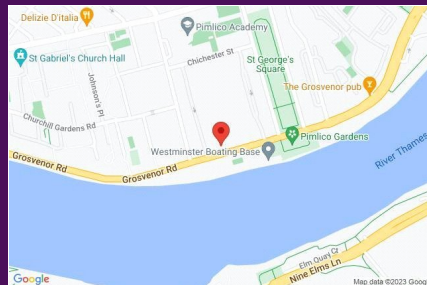 Delizie D'italia
Pimlico Academy
St Gabriel's Church Hall
Chichester St
St George's
Square
Johnson's Pl
The Grosvenor pub
Churchill Gardens Rd
Pimlico Gardens
Westminster Boating Base
River Thames
Grosvenor Rd
Grosvenor Rd
Elm Quay Ct
Nine Elms Ln
Google
Map data ©2023 Goog